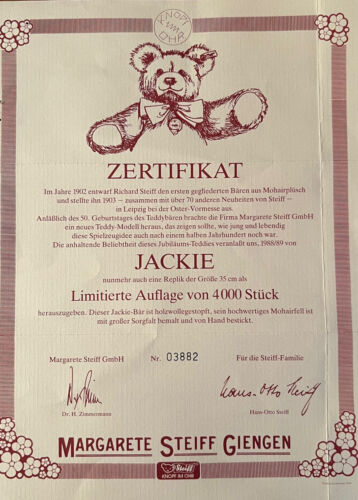 KNOPF IM OHR
ZERTIFIKAT
Im Jahre 1902 entwarf Richard Steiff den ersten gegliederten Bären aus Mohairplüsch
und stellte ihn 1903 – zusammen mit über 70 anderen Neuheiten von Steiff –
in Leipzig bei der Oster-Vormesse aus.
Anläßlich des 50. Geburtstages des Teddybären brachte die Firma Margarete Steiff GmbH
ein neues Teddy-Modell heraus, das zeigen sollte, wie jung und lebendig
diese Spielzeugidee auch nach einem halben Jahrhundert noch war.
Die anhaltende Beliebtheit dieses Jubiläums-Teddies veranlaßt uns, 1988/89 von
JACKIE
nunmehr auch eine Replik der Größe 35 cm als
Limitierte Auflage von 4000 Stück
herauszugeben. Dieser Jackie-Bär ist holzwollegestopft, sein hochwertiges Mohairfell ist
mit großer Sorgfalt bemalt und von Hand bestickt.
Margarete Steiff GmbH
Nr. 03882
Für die Steiff-Familie
Hans-Otto Steiff
Dr. H. Zimmermann
Hans-Otto Steiff
MARGARETE STEIFF GIENGEN
Steiff
KNOPF IM OHR